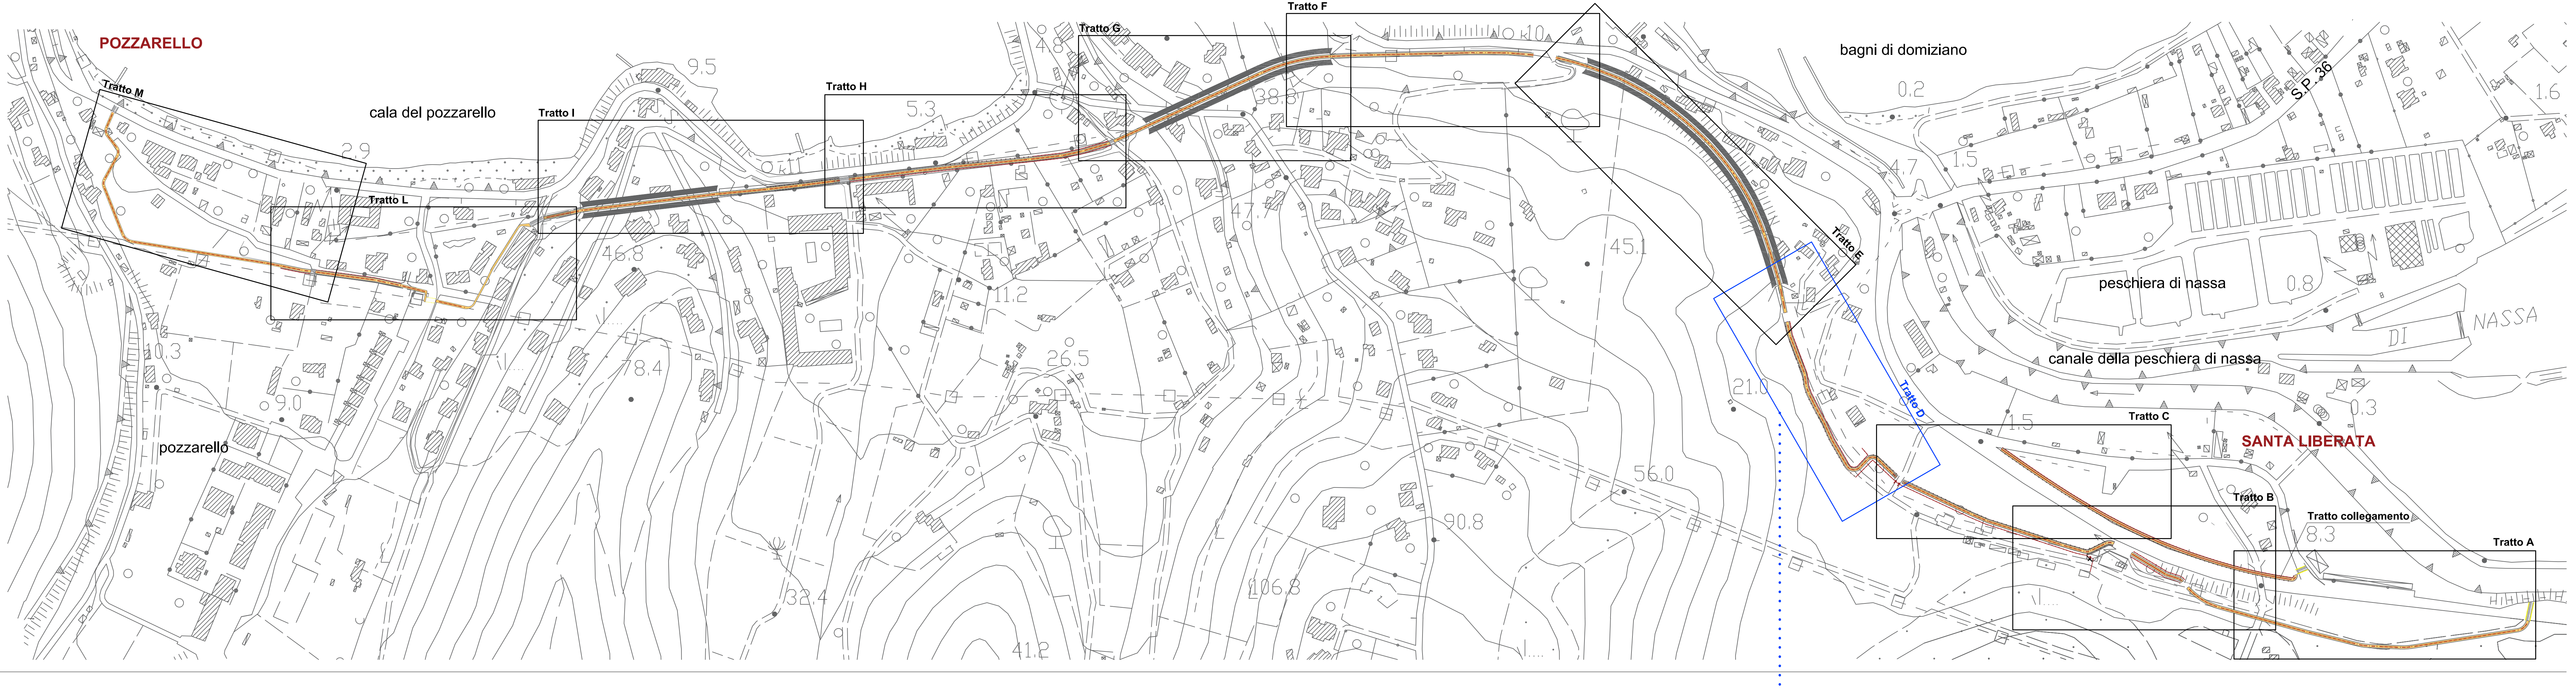 Tratto F
Tratto G
POZZARELLO
4.8
10
bagni di domiziano
9.5
S.P. 36
Tratto M
Tratto H
0.2
1.6
cala del pozzarello
Tratto I
5.3
38.8
2.9
1.5
4.7
Tratto L
47.
46.8
45.1
Tratto E
11.2
peschiera di nassa
0.8
NASSA
DI
10.3
78.4
26.5
canale della peschiera di nassa
21.0
Tratto D
9.0
0.3
Tratto C
1.5
pozzarello
SANTA LIBERATA
56.0
Tratto B
90.8
Tratto collegamento
8.3
Tratto A
32.4
106.8
41.2